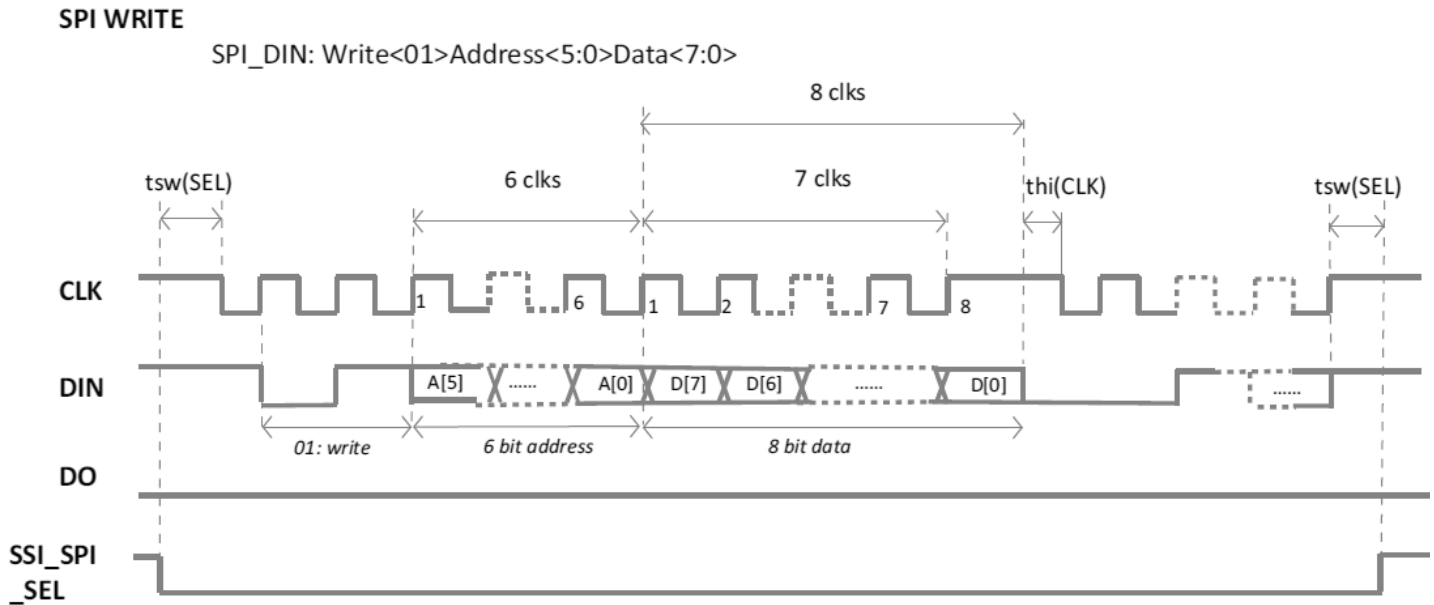 SPI WRITE
SPI_DIN: Write<01>Address<5:0>Data<7:0>
8 clks
tsw(SEL)
6 clks
7 clks
thi(CLK)
tsw(SEL)
CLK
1
6
1
2
7
8
DIN
A[5]
......
A[0]
D[7]
D[6]
......
D[0]
......
01: write
6 bit address
8 bit data
DO
SSI_SPI
_SEL